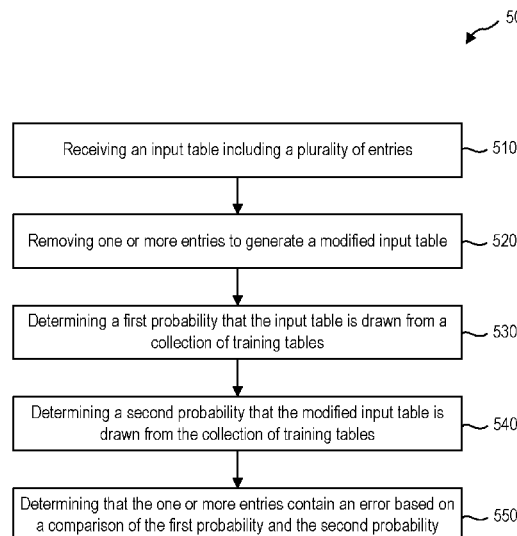 Receiving an input table including a plurality of entries
510
Removing one or more entries to generate a modified input table
520
Determining a first probability that the input table is drawn from a
collection of training tables
530
Determining a second probability that the modified input table is
drawn from the collection of training tables
540
Determining that the one or more entries contain an error based on
a comparison of the first probability and the second probability
550